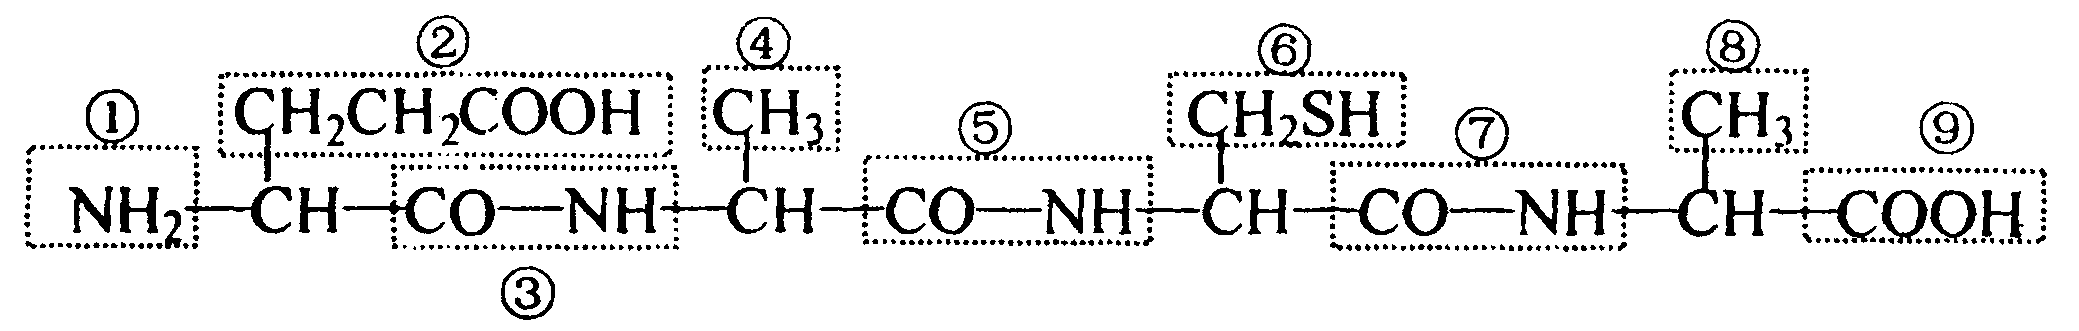 ② ④ ⑥ ⑧
① CH₂CH₂COOH CH₃ ⑤ CH₂SH ⑦ CH₃ ⑨
NH₂—CH—CO—NH—CH—CO—NH—CH—CO—NH—CH—COOH
③